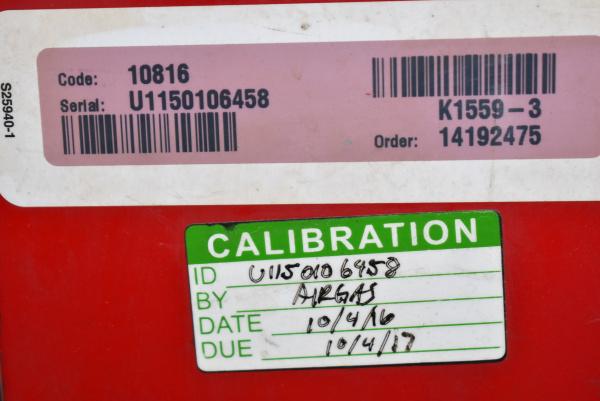 Code: 10816
Serial: U1150106458
K1559-3
Order: 14192475
S25940-1
CALIBRATION
ID U1150106458
BY AIRGAS
DATE 10/4/16
DUE 10/4/17